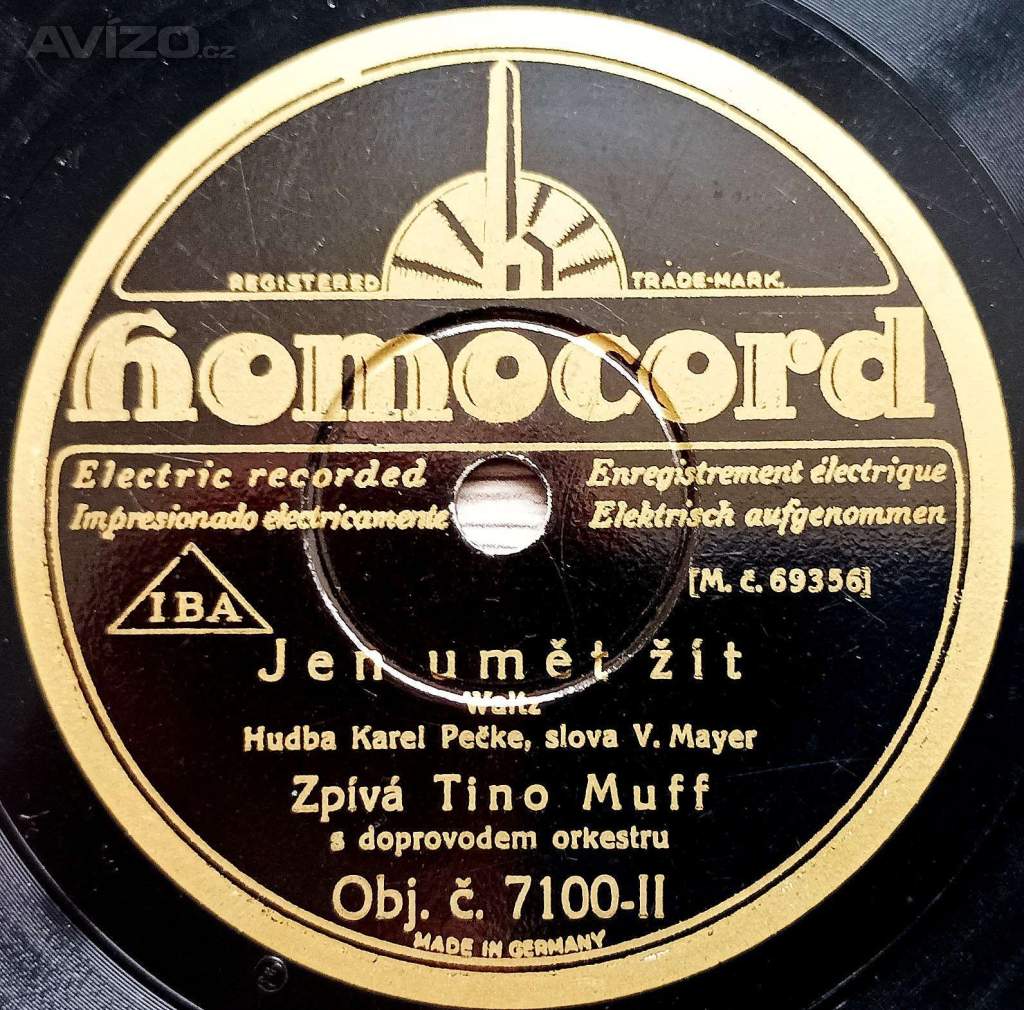 AVÍZO.cz
REGISTERED TRADE-MARK.
homocord
Electric recorded
Impresionado electricamente
Enregistrement électrique
Elektrisch aufgenommen
IBA
[M. č. 69356]
Jen umět žít
Waltz
Hudba Karel Pečke, slova V. Mayer
Zpívá Tino Muff
s doprovodem orkestru
Obj. č. 7100-II
MADE IN GERMANY